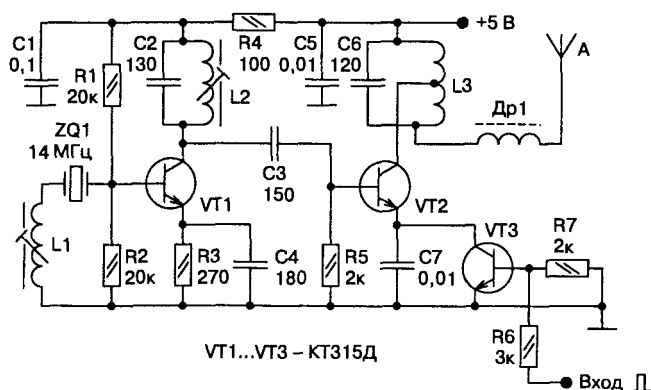 +5 В
C1
0,1
R1
20к
C2
130
L2
R4
100
C5
0,01
C6
120
L3
А
Др1
ZQ1
14 МГц
L1
VT1
C3
150
VT2
VT3
R7
2к
R2
20к
R3
270
C4
180
R5
2к
C7
0,01
R6
3к
VT1...VT3 – КТ315Д
Вход